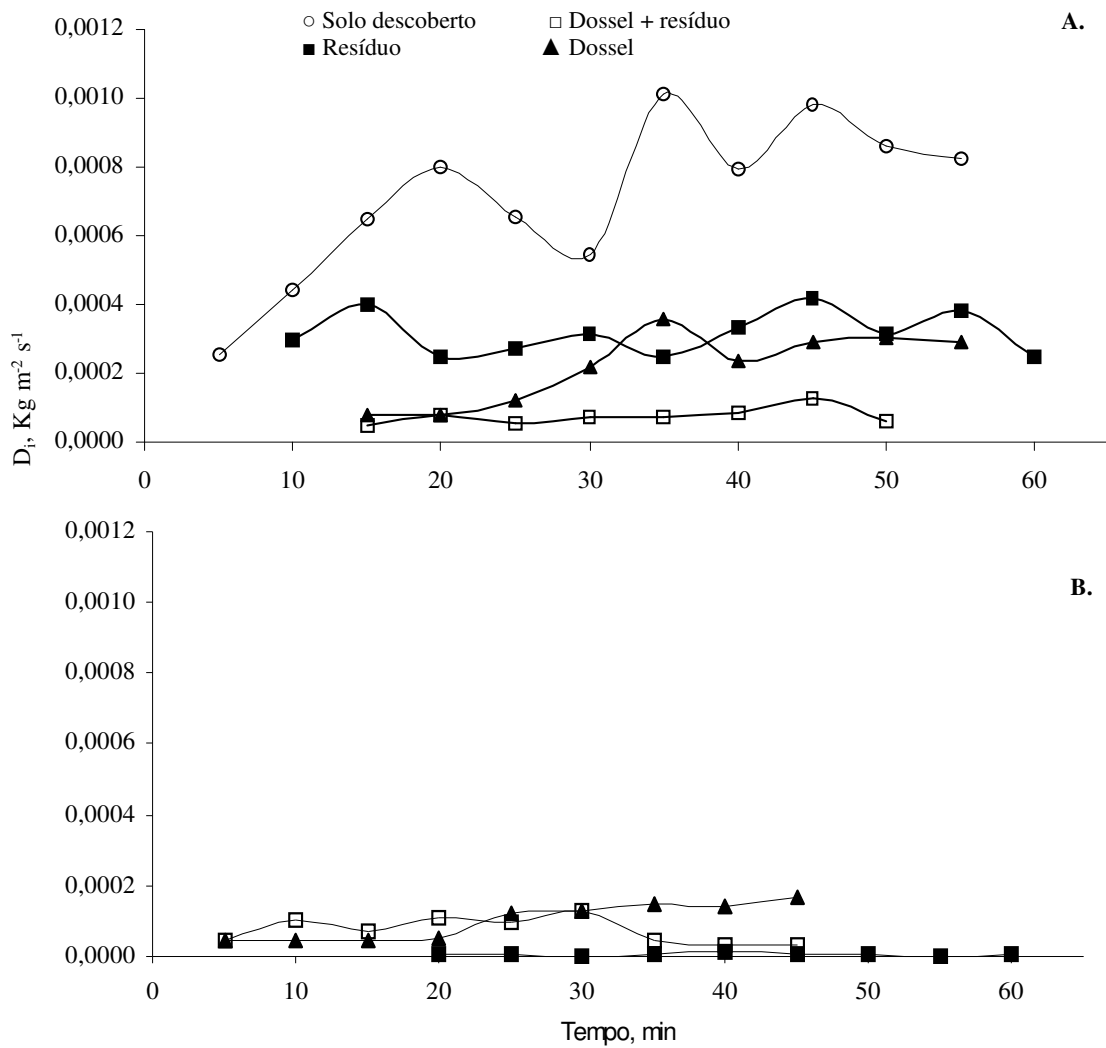 Solo descoberto
Dossel + resíduo
Resíduo
Dossel
A.
0,0012
0,0010
0,0008
0,0006
0,0004
0,0002
0,0000
0 10 20 30 40 50 60
Di, Kg m-2 s-1
B.
0,0012
0,0010
0,0008
0,0006
0,0004
0,0002
0,0000
0 10 20 30 40 50 60
Tempo, min